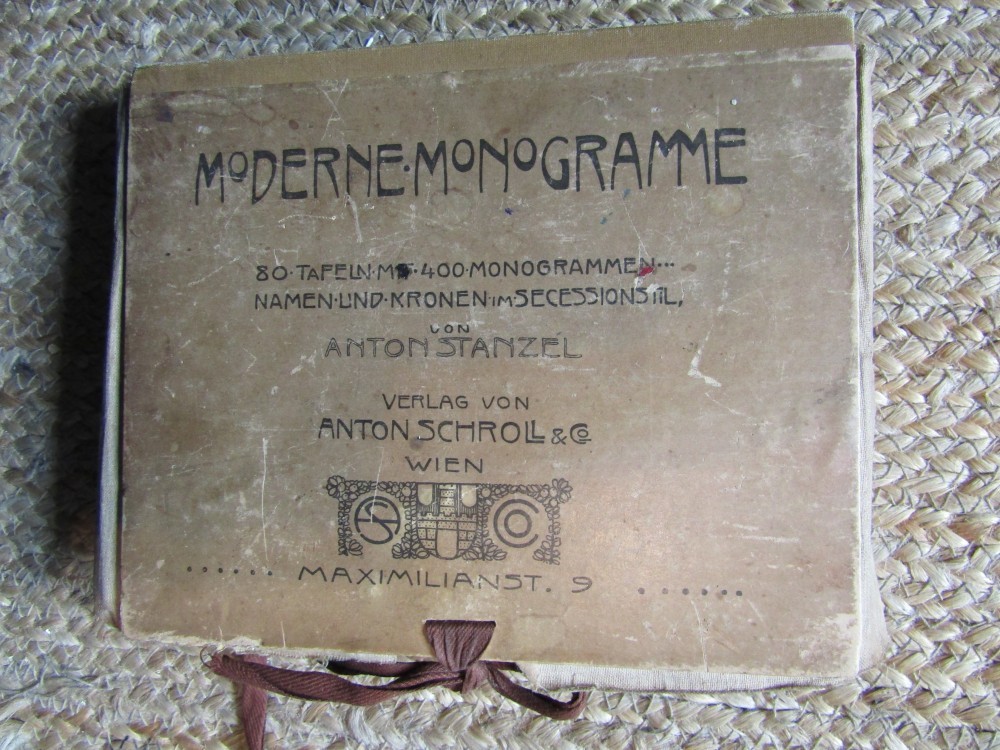 MODERNE·MONOGRAMME
80·TAFELN·MIT·400·MONOGRAMMEN···
NAMEN·UND·KRONEN·IM·SECESSIONSTIL,
VON
ANTON STANZEL
VERLAG VON
ANTON SCHROLL & Co
WIEN
CO
MAXIMILIANST. 9